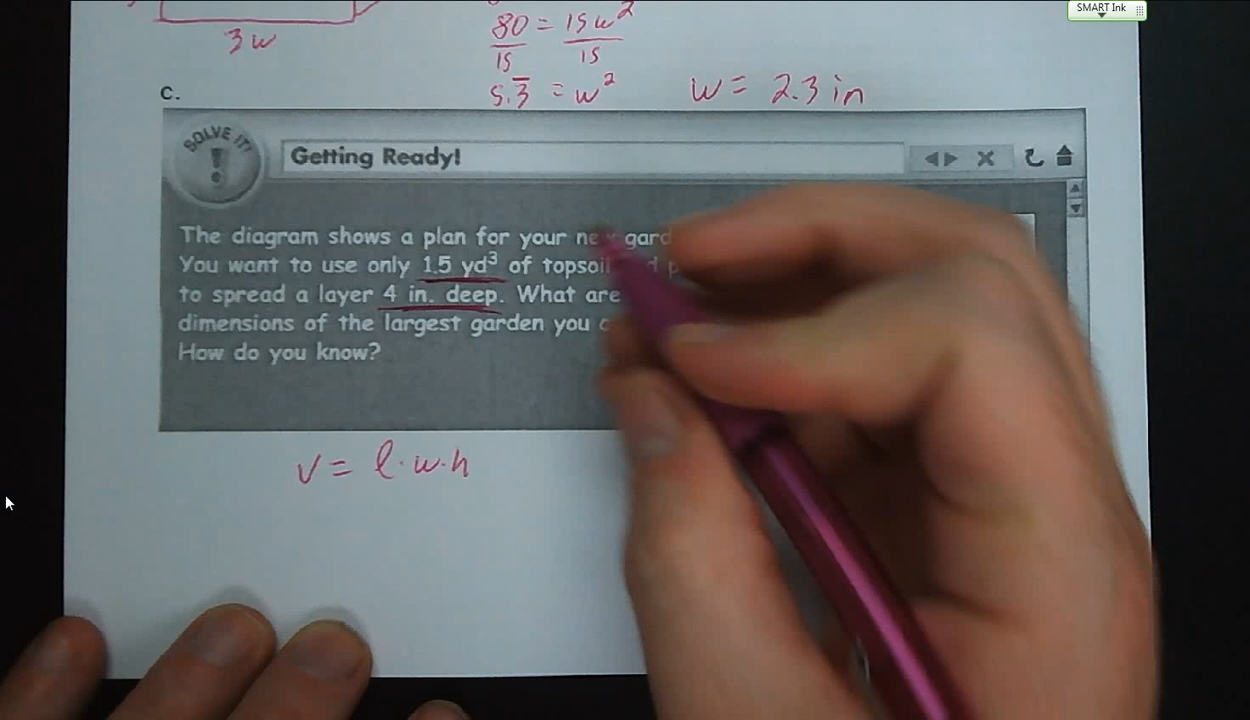 SMART Ink
3w
80 = 15w²
15 15
5.3̅ = w² w = 2.3 in
C.
SOLVE IT!
Getting Ready!
The diagram shows a plan for your new gard
You want to use only 1.5 yd³ of topsoil
to spread a layer 4 in. deep. What are
dimensions of the largest garden you
How do you know?
V = l·w·h